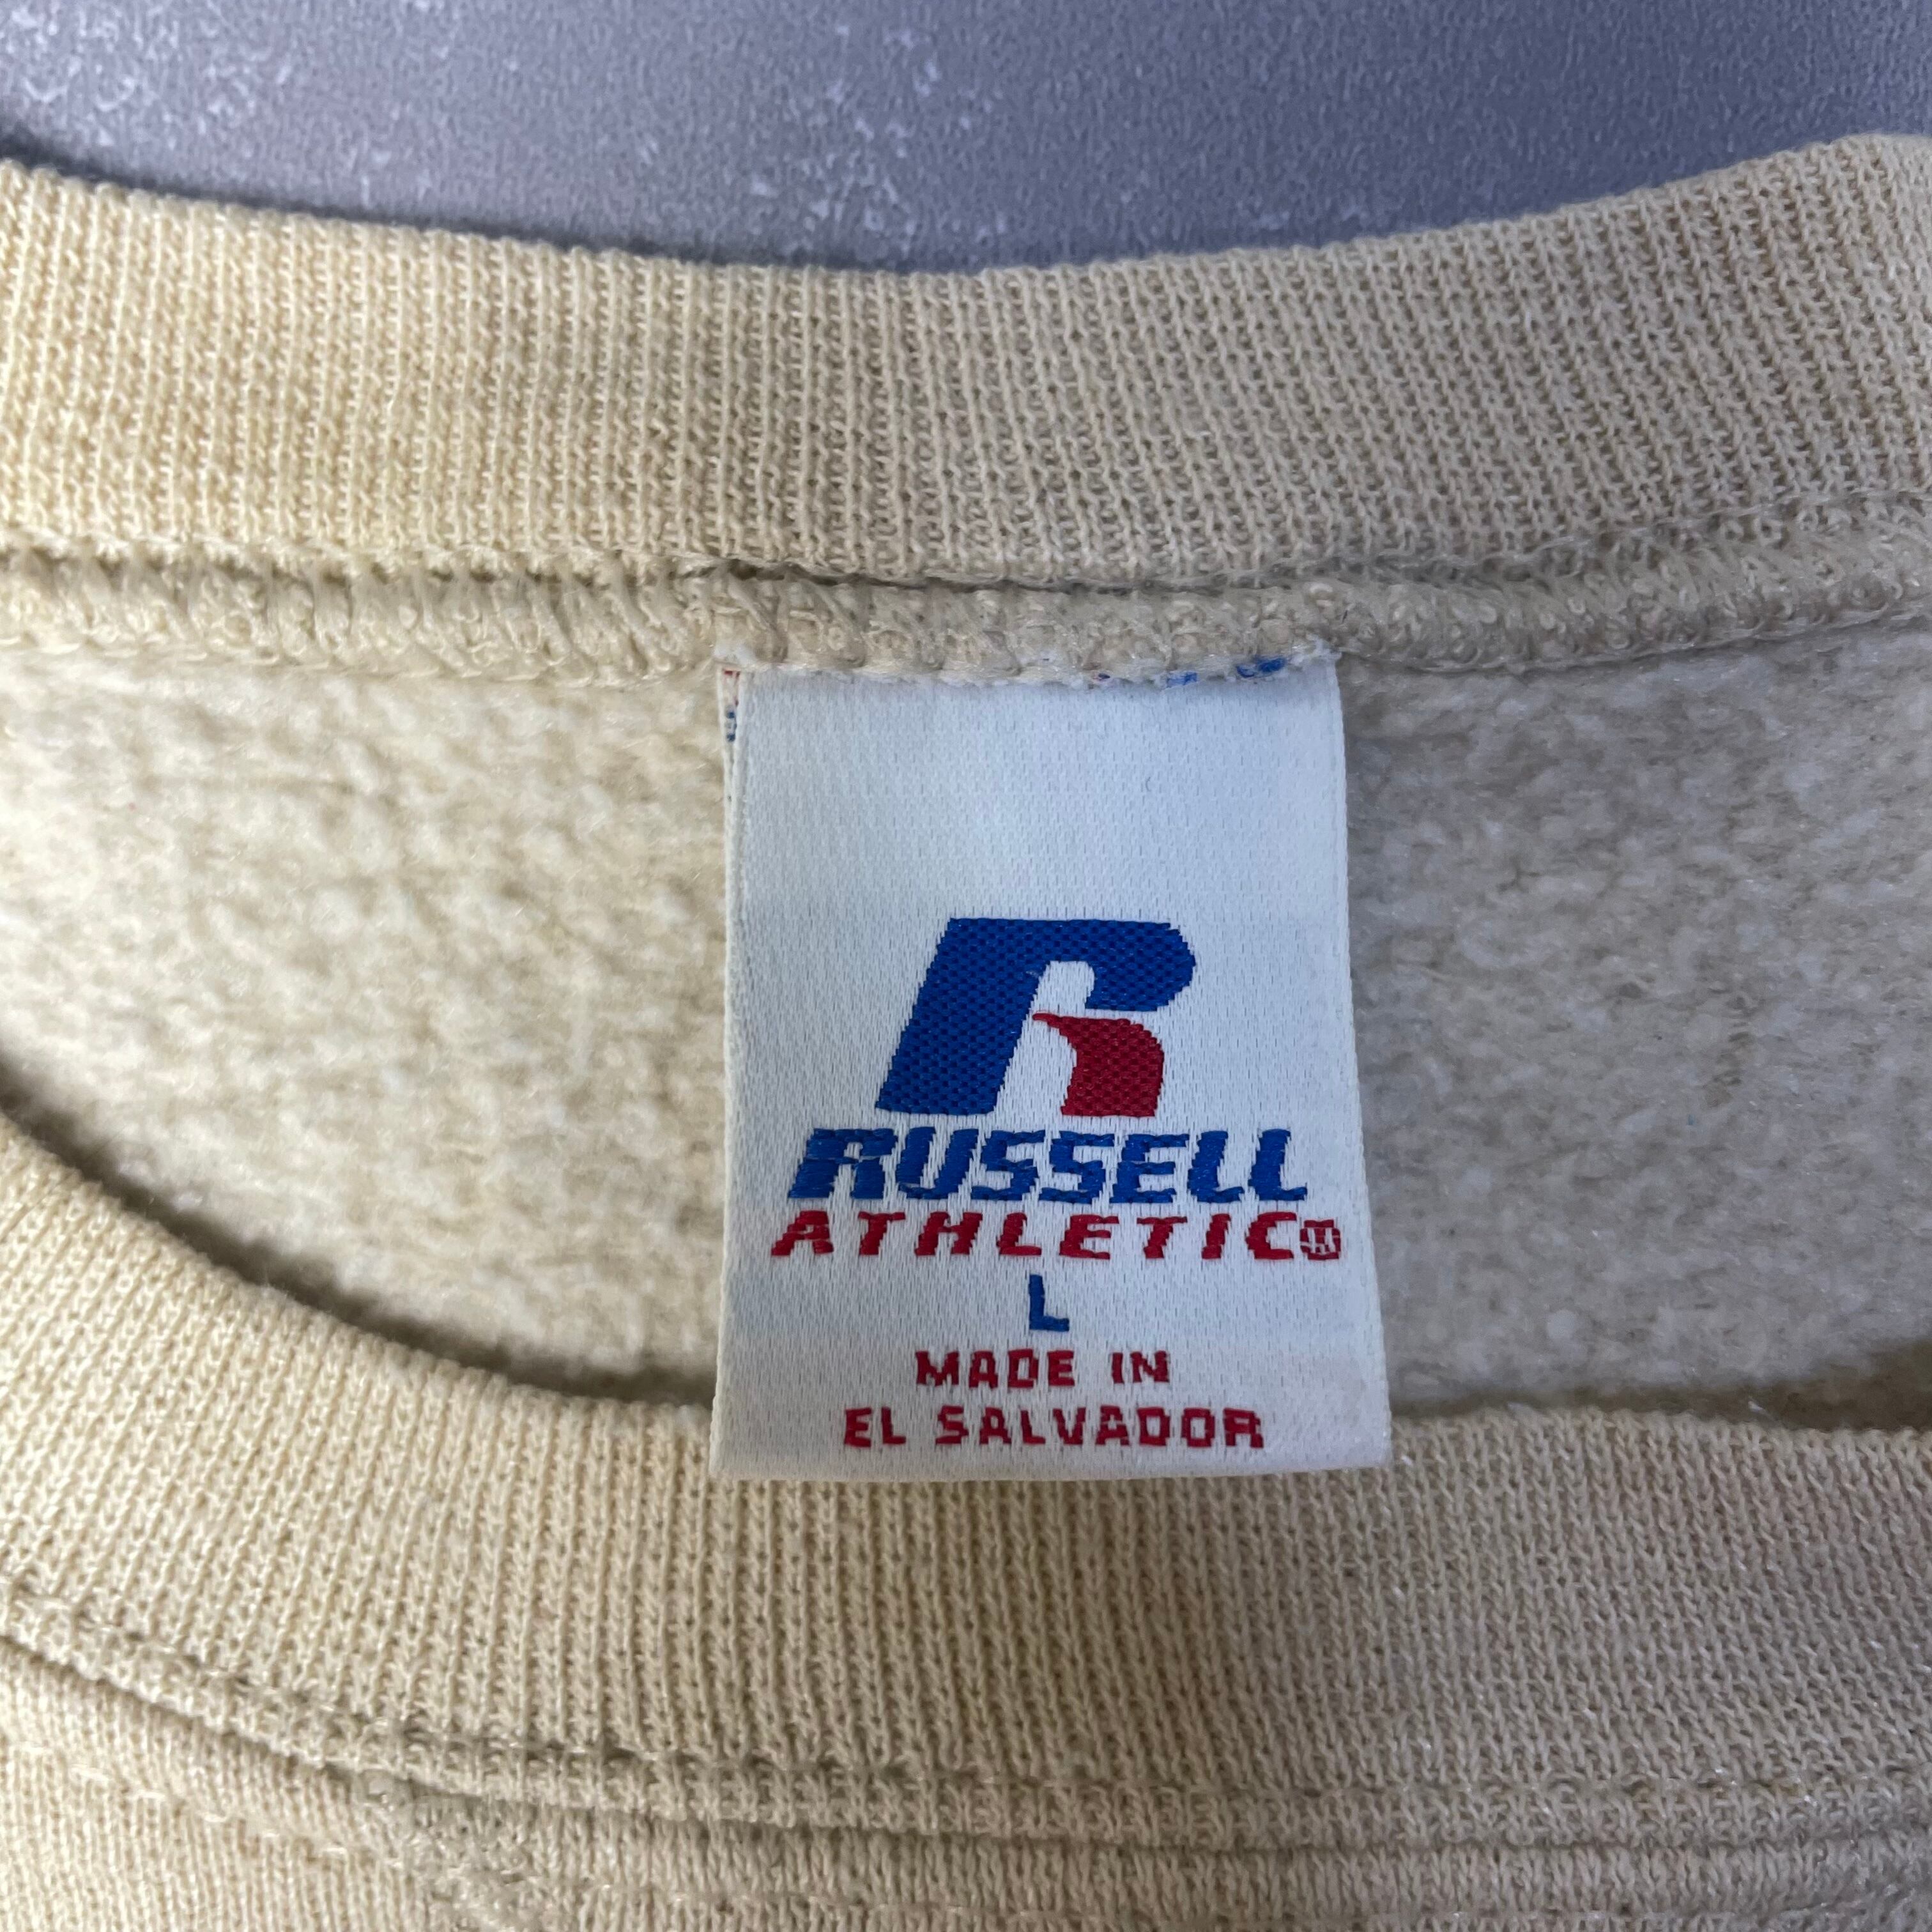 R
RUSSELL
ATHLETIC®
L
MADE IN
EL SALVADOR